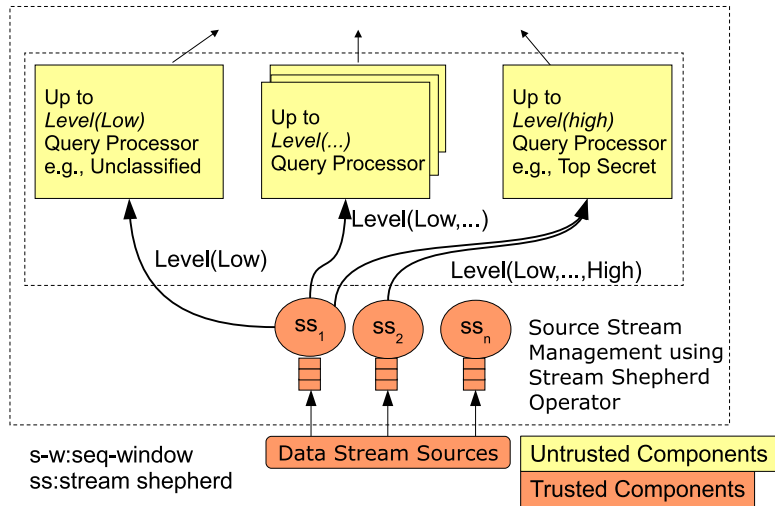 Up to
Level(Low)
Query Processor
e.g., Unclassified
Up to
Level(...)
Query Processor
Up to
Level(high)
Query Processor
e.g., Top Secret
Level(Low,...)
Level(Low)
Level(Low,...,High)
ss1
ss2
ssn
Source Stream
Management using
Stream Shepherd
Operator
Data Stream Sources
s-w:seq-window
ss:stream shepherd
Untrusted Components
Trusted Components